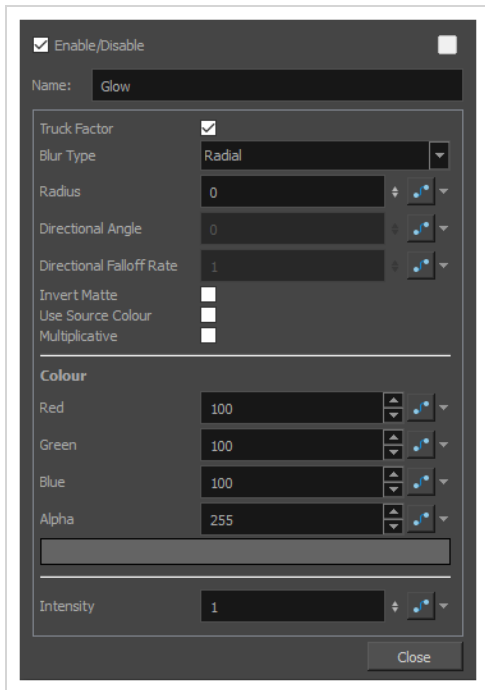 Enable/Disable
Name: Glow
Truck Factor
Blur Type Radial
Radius 0
Directional Angle 0
Directional Falloff Rate 1
Invert Matte
Use Source Colour
Multiplicative
Colour
Red 100
Green 100
Blue 100
Alpha 255
Intensity 1
Close